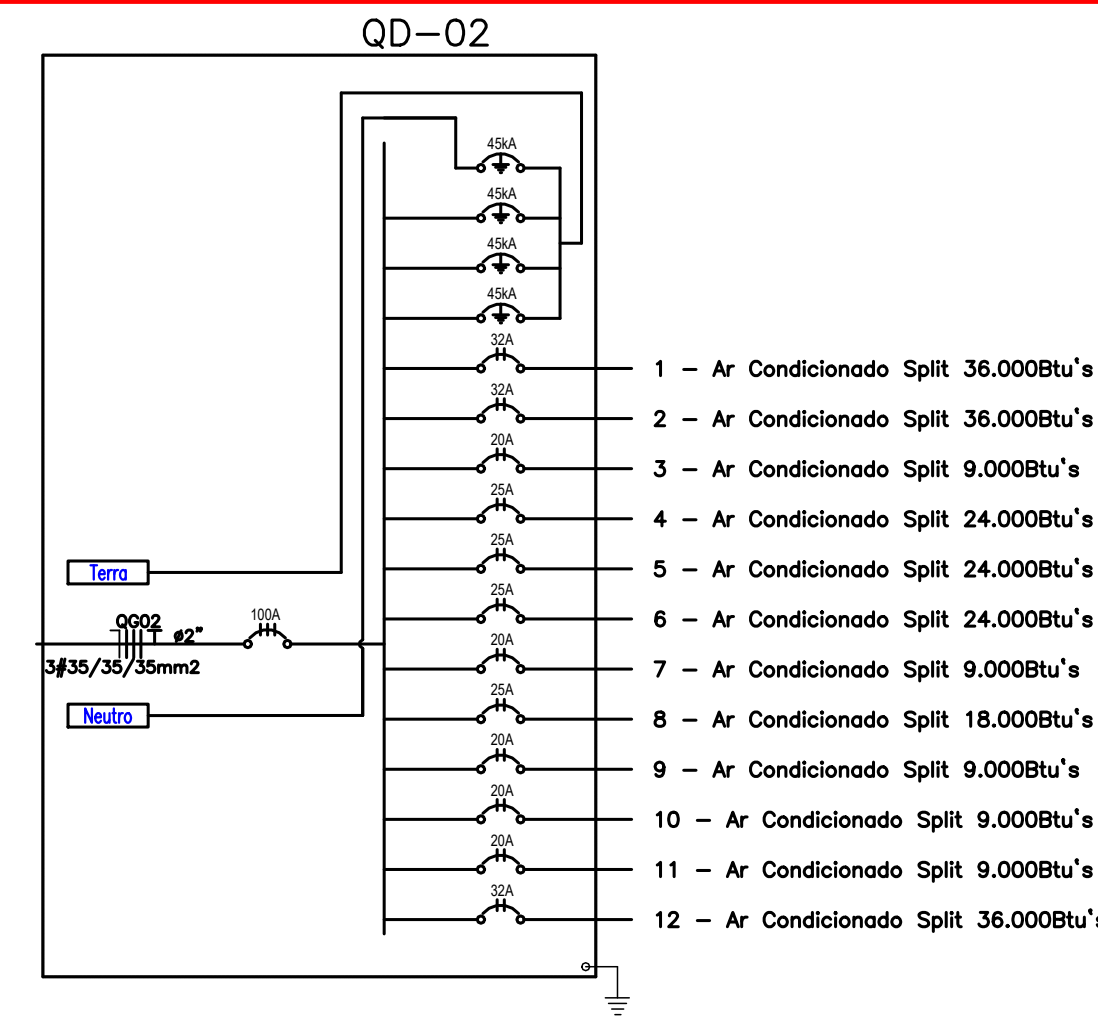 QD-02
45kA
45kA
45kA
45kA
32A
1 - Ar Condicionado Split 36.000Btu's
32A
2 - Ar Condicionado Split 36.000Btu's
20A
3 - Ar Condicionado Split 9.000Btu's
25A
4 - Ar Condicionado Split 24.000Btu's
25A
5 - Ar Condicionado Split 24.000Btu's
Terra
25A
6 - Ar Condicionado Split 24.000Btu's
QG02
ø2"
100A
3#35/35/35mm2
20A
7 - Ar Condicionado Split 9.000Btu's
Neutro
25A
8 - Ar Condicionado Split 18.000Btu's
20A
9 - Ar Condicionado Split 9.000Btu's
20A
10 - Ar Condicionado Split 9.000Btu's
20A
11 - Ar Condicionado Split 9.000Btu's
32A
12 - Ar Condicionado Split 36.000Btu's